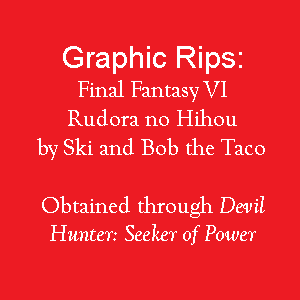 Graphic Rips:
Final Fantasy VI
Rudora no Hihou
by Ski and Bob the Taco
Obtained through Devil
Hunter: Seeker of Power